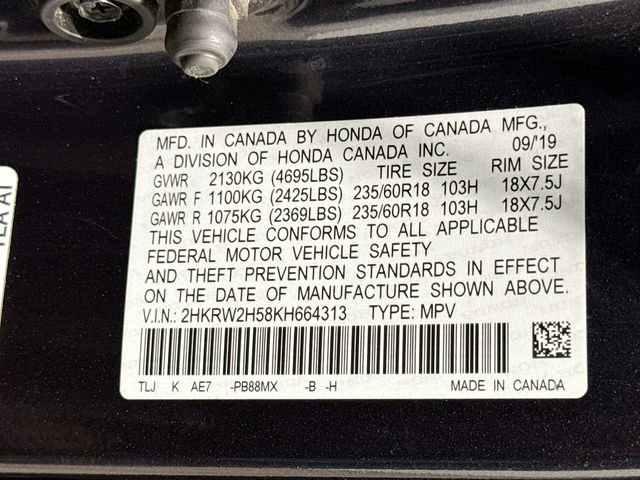 MFD. IN CANADA BY HONDA OF CANADA MFG.,
A DIVISION OF HONDA CANADA INC. 09/'19
GVWR 2130KG (4695LBS) TIRE SIZE RIM SIZE
GAWR F 1100KG (2425LBS) 235/60R18 103H 18X7.5J
GAWR R 1075KG (2369LBS) 235/60R18 103H 18X7.5J
THIS VEHICLE CONFORMS TO ALL APPLICABLE
FEDERAL MOTOR VEHICLE SAFETY
AND THEFT PREVENTION STANDARDS IN EFFECT
ON THE DATE OF MANUFACTURE SHOWN ABOVE.
V.I.N.: 2HKRW2H58KH664313 TYPE: MPV
TLJ K AE7 -PB88MX -B -H MADE IN CANADA